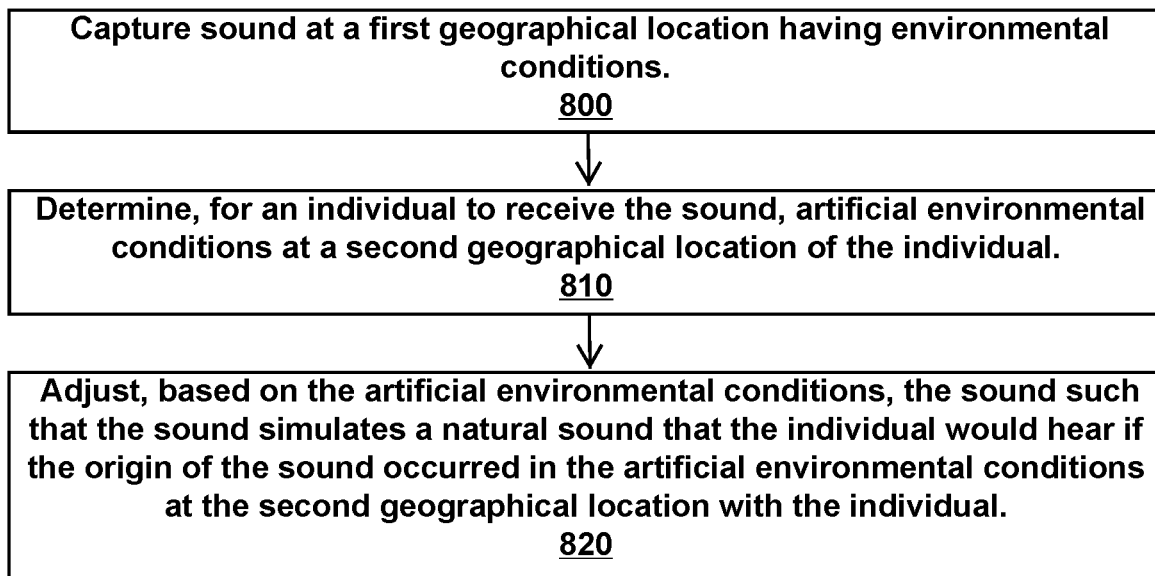 Capture sound at a first geographical location having environmental
conditions.
800
Determine, for an individual to receive the sound, artificial environmental
conditions at a second geographical location of the individual.
810
Adjust, based on the artificial environmental conditions, the sound such
that the sound simulates a natural sound that the individual would hear if
the origin of the sound occurred in the artificial environmental conditions
at the second geographical location with the individual.
820